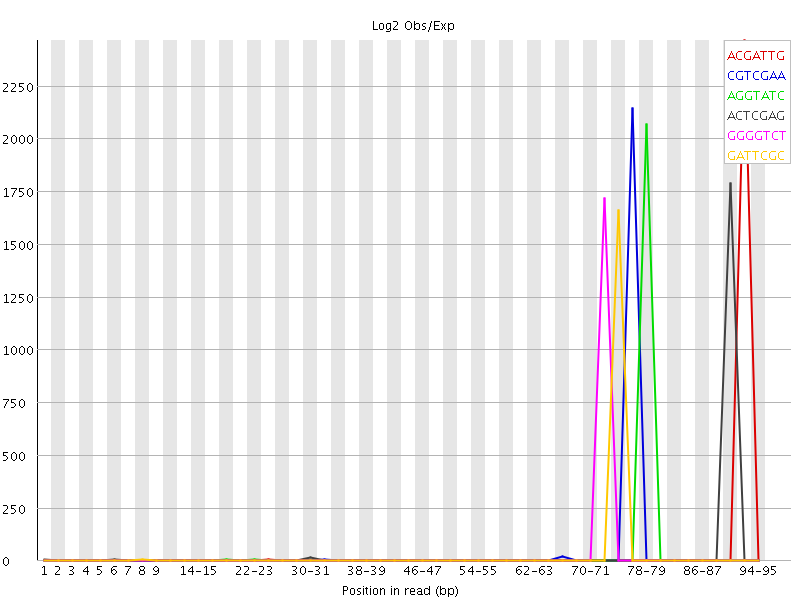 Log2 Obs/Exp
ACGATTG
CGTCGAA
AGGTATC
ACTCGAG
GGGGTCT
GATTCGC
2250
2000
1750
1500
1250
1000
750
500
250
0
1 2 3 4 5 6 7 8 9 14-15 22-23 30-31 38-39 46-47 54-55 62-63 70-71 78-79 86-87 94-95
Position in read (bp)